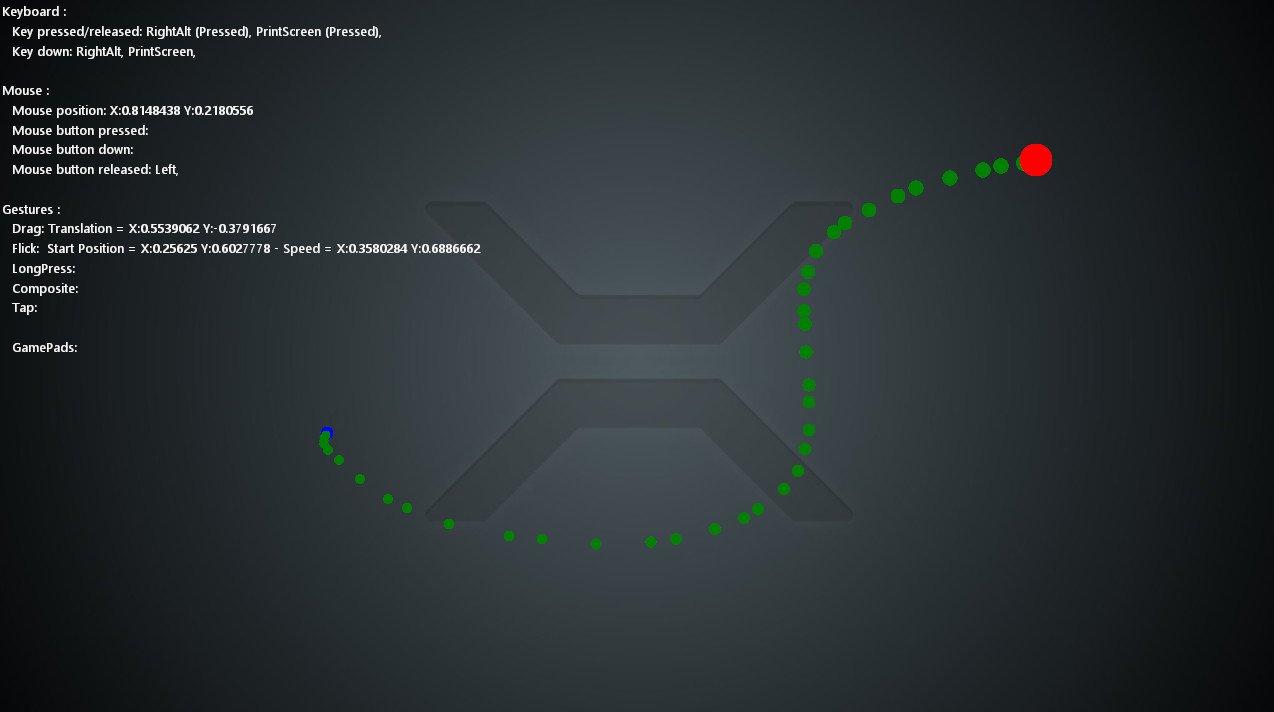 Keyboard :
Key pressed/released: RightAlt (Pressed), PrintScreen (Pressed),
Key down: RightAlt, PrintScreen,
Mouse :
Mouse position: X:0.8148438 Y:0.2180556
Mouse button pressed:
Mouse button down:
Mouse button released: Left,
Gestures :
Drag: Translation = X:0.5539062 Y:-0.3791667
Flick: Start Position = X:0.25625 Y:0.6027778 - Speed = X:0.3580284 Y:0.6886662
LongPress:
Composite:
Tap:
GamePads: